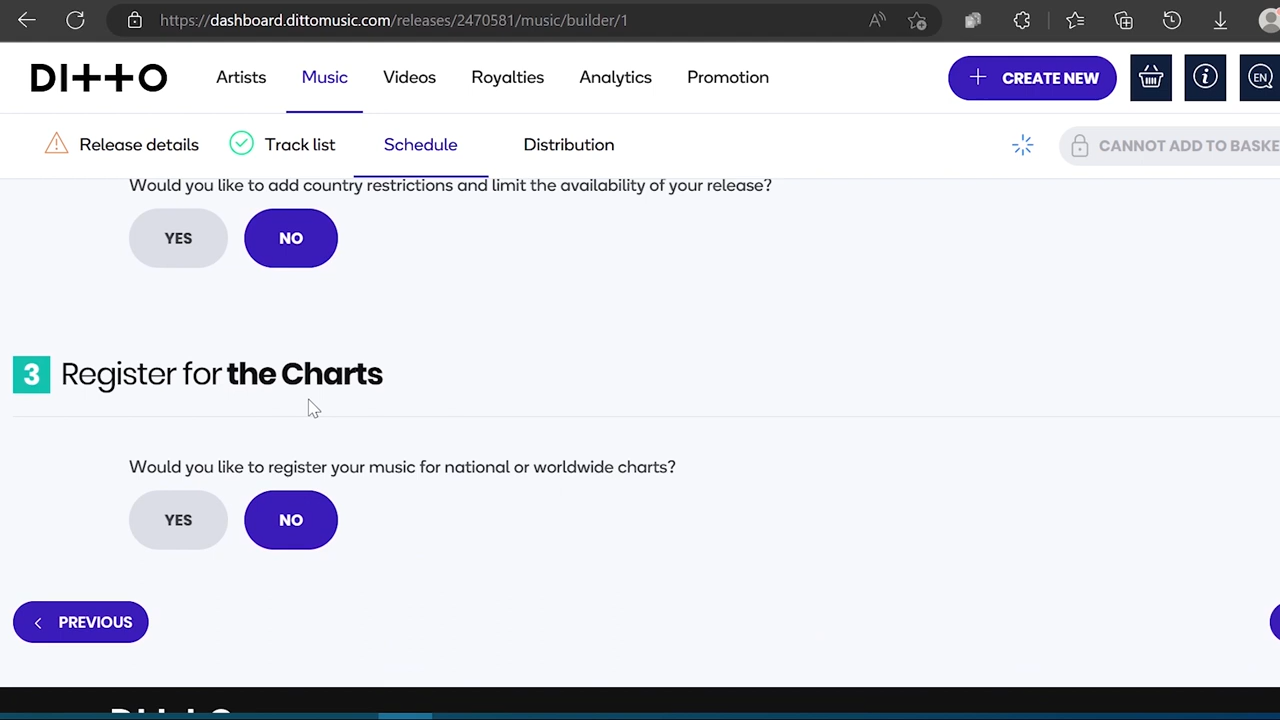 https://dashboard.dittomusic.com/releases/2470581/music/builder/1
DITTO
Artists
Music
Videos
Royalties
Analytics
Promotion
+ CREATE NEW
EN
Release details
Track list
Schedule
Distribution
CANNOT ADD TO BASKE
Would you like to add country restrictions and limit the availability of your release?
YES
NO
3 Register for the Charts
Would you like to register your music for national or worldwide charts?
YES
NO
< PREVIOUS